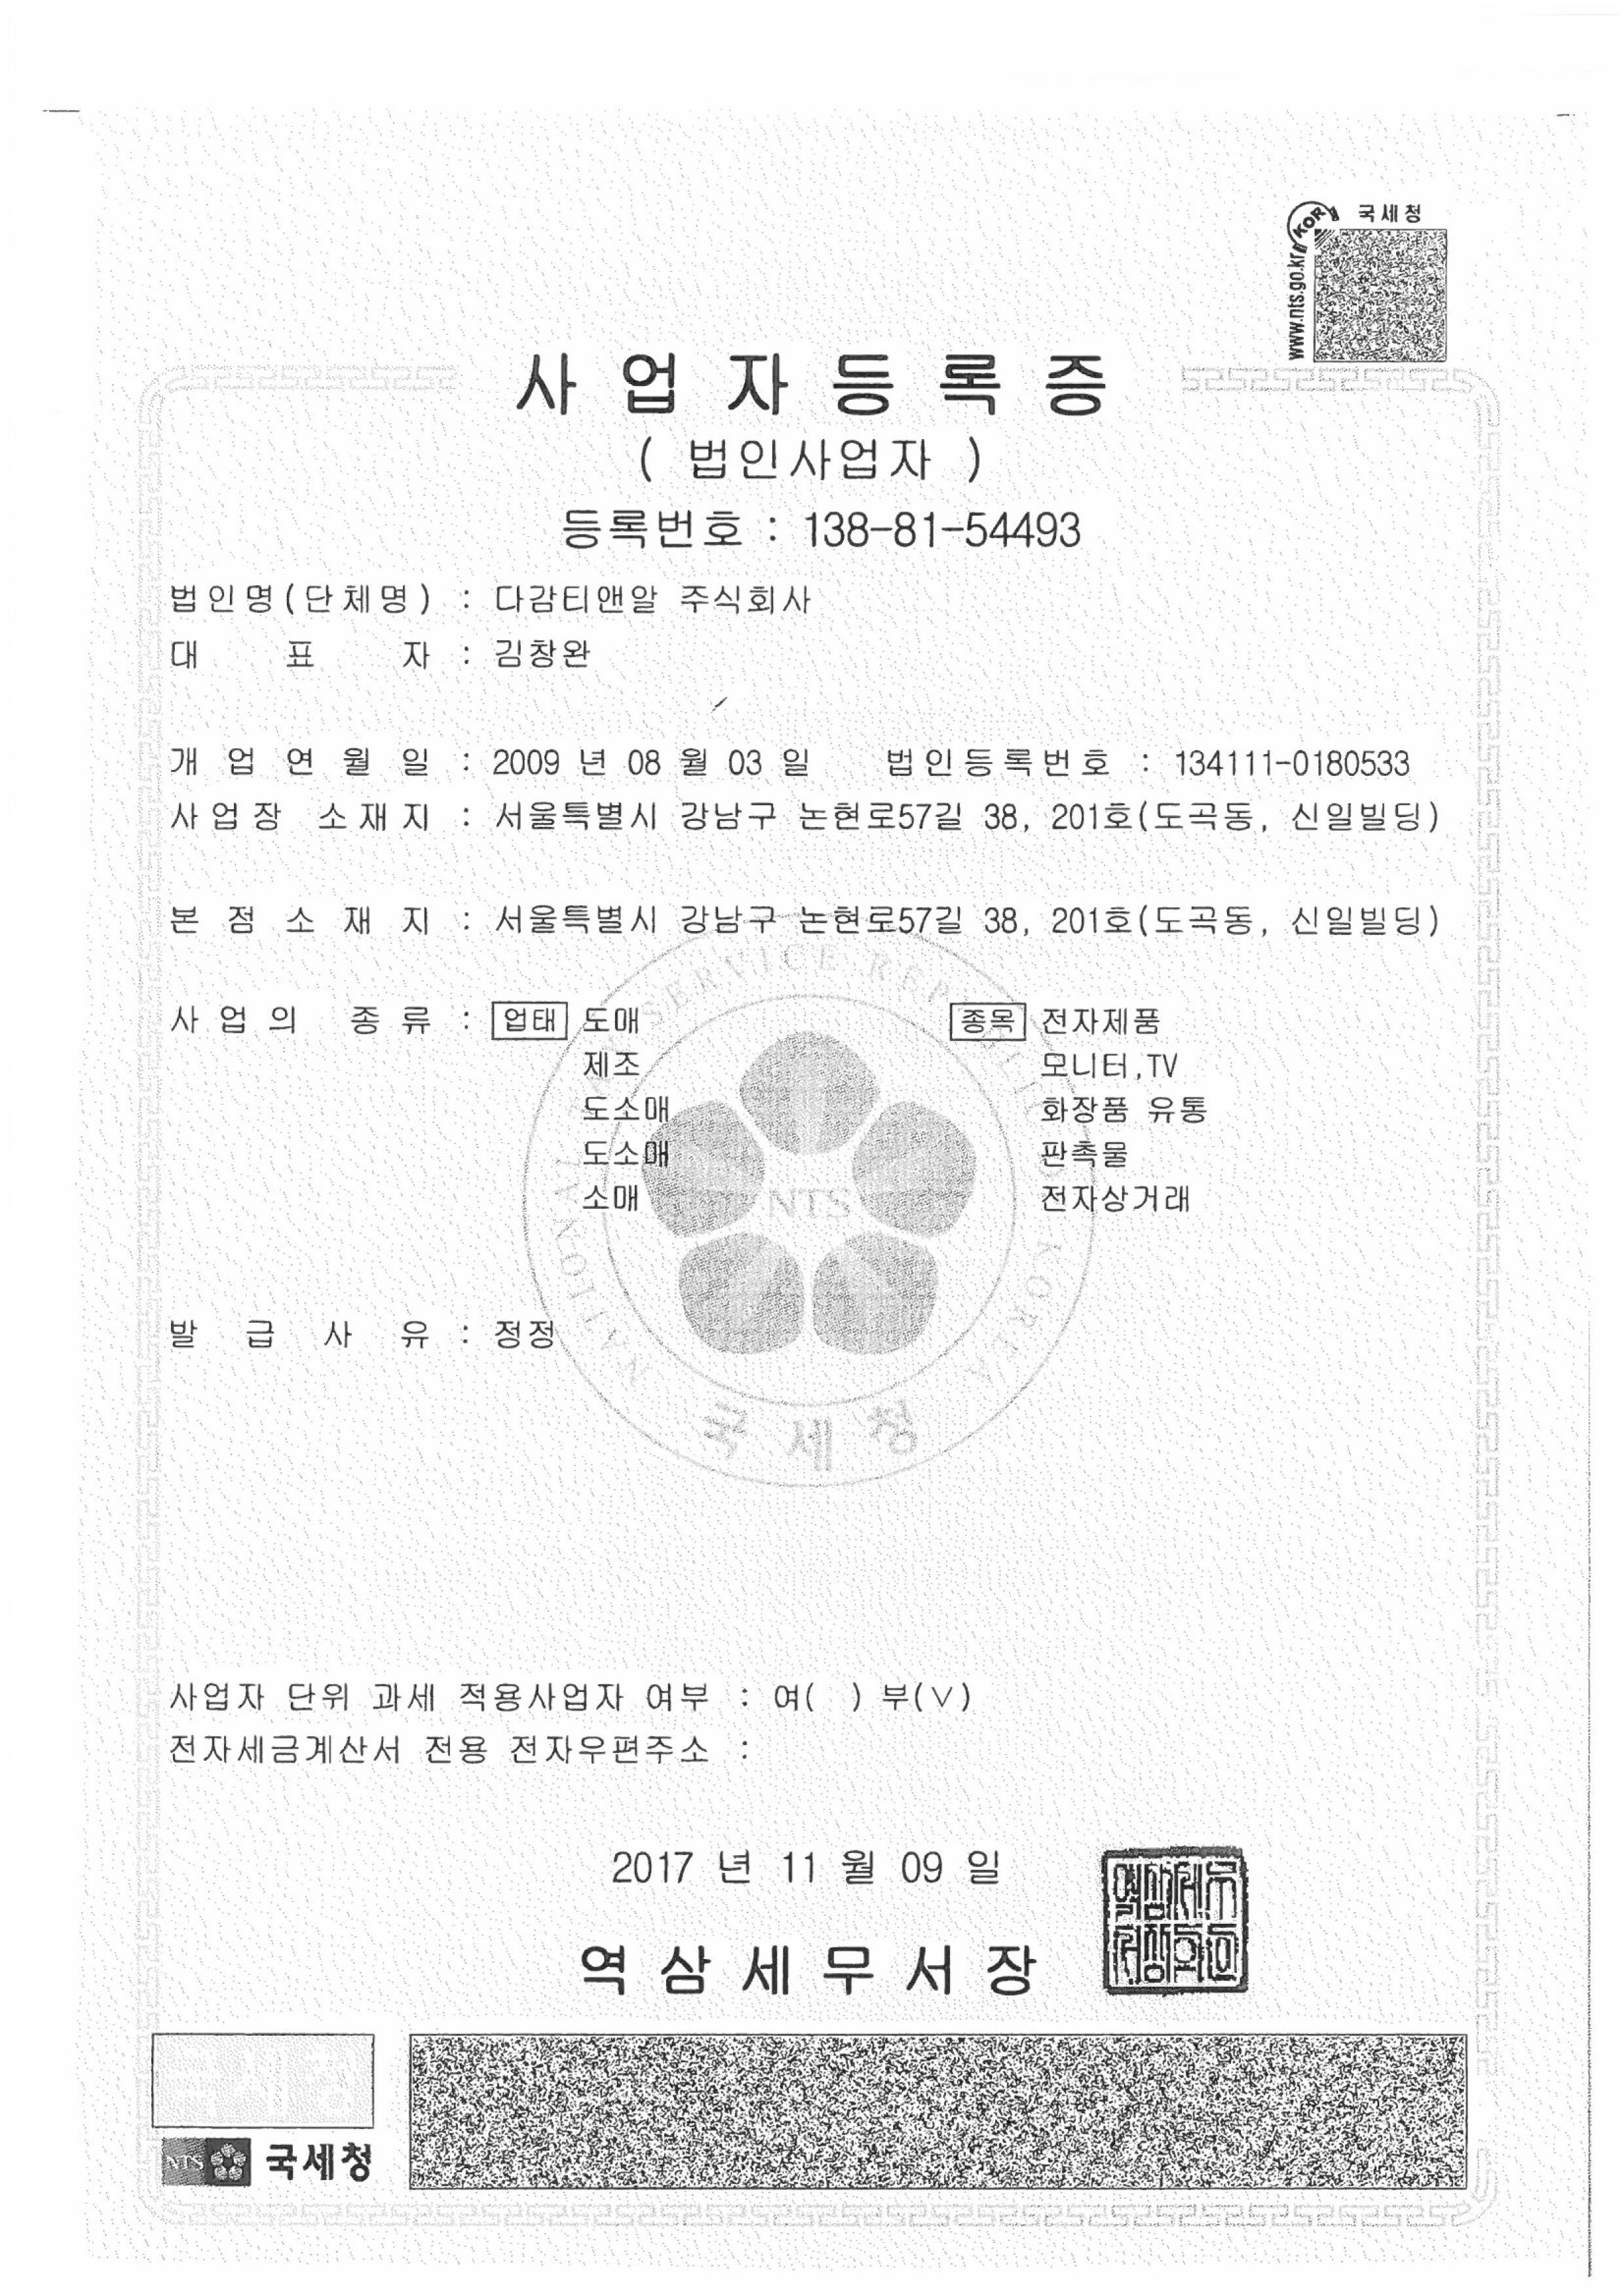 국세청
www.nts.go.kr
KOR
사업자등록증
( 법인사업자 )
등록번호 : 138-81-54493
법인명(단체명) : 다감티앤알 주식회사
대 표 자 : 김창완
개 업 연 월 일 : 2009 년 08 월 03 일 법인등록번호 : 134111-0180533
사업장 소재지 : 서울특별시 강남구 논현로57길 38, 201호(도곡동, 신일빌딩)
본 점 소 재 지 : 서울특별시 강남구 논현로57길 38, 201호(도곡동, 신일빌딩)
사 업 의 종 류 : 업태 도매 종목 전자제품
제조 모니터,TV
도소매 화장품 유통
도소매 판촉물
소매 전자상거래
NTS
발 급 사 유 : 정정
국세청
사업자 단위 과세 적용사업자 여부 : 여( ) 부(∨)
전자세금계산서 전용 전자우편주소 :
2017 년 11 월 09 일
역삼세무서장
NTS 국세청